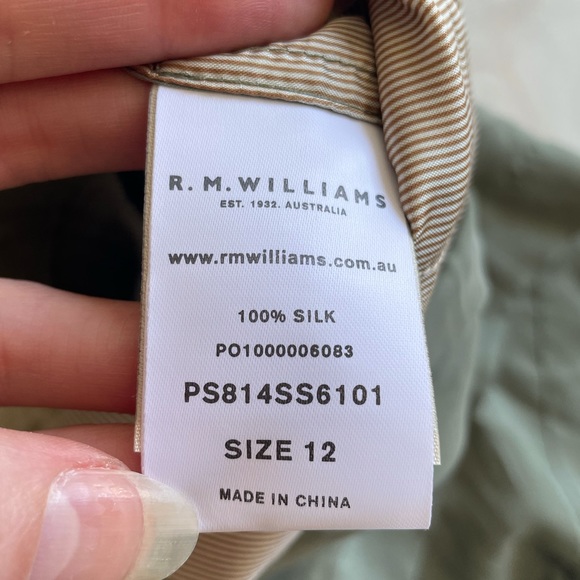 R. M. WILLIAMS
EST. 1932. AUSTRALIA
www.rmwilliams.com.au
100% SILK
PO1000006083
PS814SS6101
SIZE 12
MADE IN CHINA